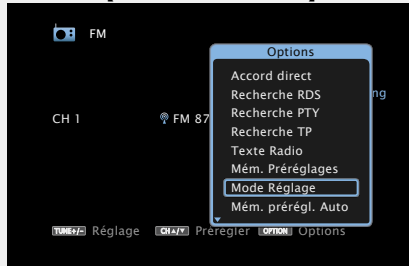 FM
Options
Accord direct
ng
Recherche RDS
Recherche PTY
CH 1
FM 87
Recherche TP
Texte Radio
Mém. Préréglages
Mode Réglage
Mém. prérégl. Auto
TUNE+/- Réglage CH▲/▼ Prérégler OPTION Options